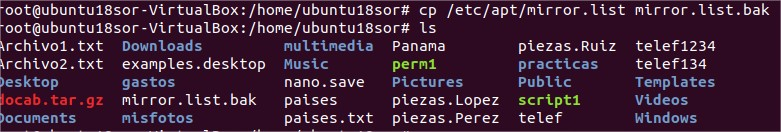 root@ubuntu18sor-VirtualBox:/home/ubuntu18sor# cp /etc/apt/mirror.list mirror.list.bak
root@ubuntu18sor-VirtualBox:/home/ubuntu18sor# ls
Archivo1.txt Downloads multimedia Panama piezas.Ruiz telef1234
Archivo2.txt examples.desktop Music perm1 practicas telef134
Desktop gastos nano.save Pictures Public Templates
docab.tar.gz mirror.list.bak paises piezas.Lopez script1 Videos
Documents misfotos paises.txt piezas.Perez telef Windows